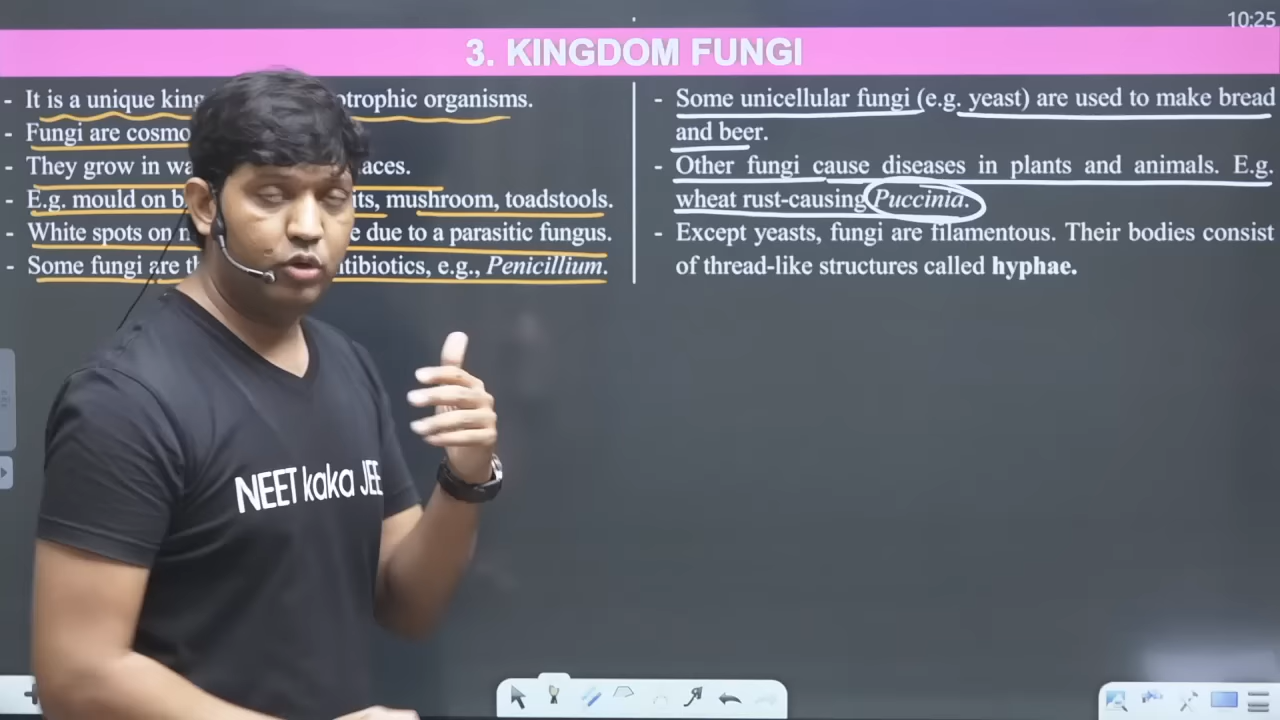 10:25
3. KINGDOM FUNGI
- It is a unique king otrophic organisms.
- Fungi are cosmo
- They grow in wa aces.
- E.g. mould on b its, mushroom, toadstools.
- White spots on e due to a parasitic fungus.
- Some fungi are th tibiotics, e.g., Penicillium.
- Some unicellular fungi (e.g. yeast) are used to make bread
and beer.
- Other fungi cause diseases in plants and animals. E.g.
wheat rust-causing Puccinia.
- Except yeasts, fungi are filamentous. Their bodies consist
of thread-like structures called hyphae.
NEET kaka JEE